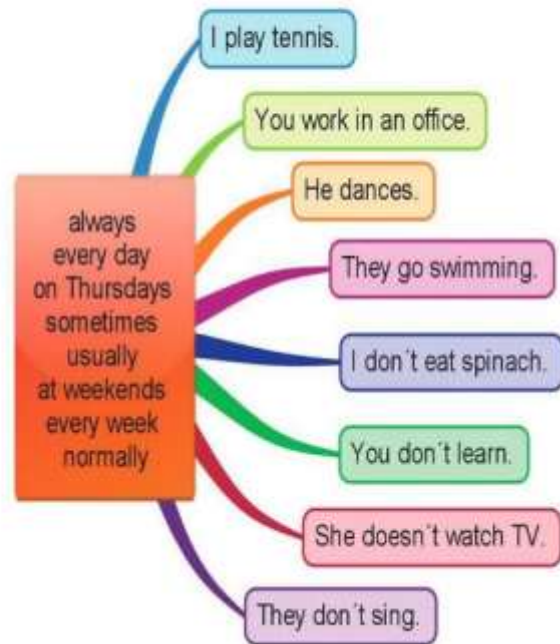 always
every day
on Thursdays
sometimes
usually
at weekends
every week
normally
I play tennis.
You work in an office.
He dances.
They go swimming.
I don´t eat spinach.
You don´t learn.
She doesn´t watch TV.
They don´t sing.